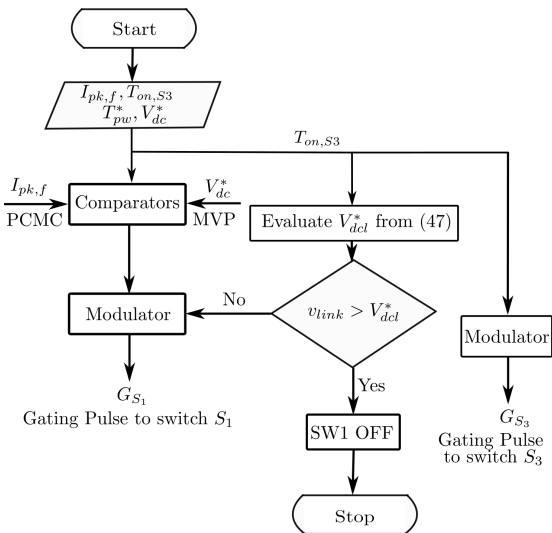 Start
I_{pk,f}, T_{on,S3}
T^*_{pw}, V^*_{dc}
T_{on,S3}
I_{pk,f}
PCMC
Comparators
V^*_{dc}
MVP
Evaluate V^*_{dcl} from (47)
Modulator
No
v_{link} > V^*_{dcl}
Modulator
Yes
G_{S_1}
Gating Pulse to switch S_1
SW1 OFF
G_{S_3}
Gating Pulse
to switch S_3
Stop